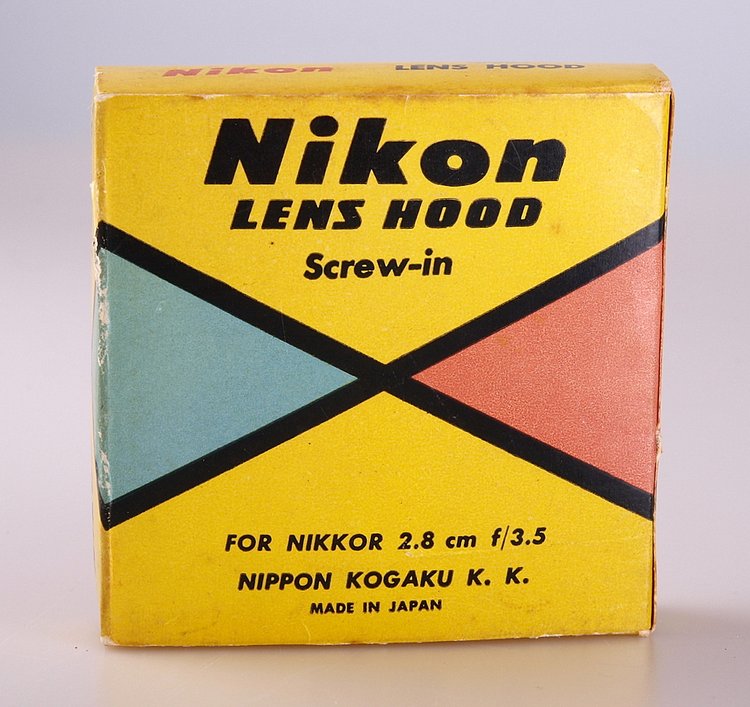 Nikon LENS HOOD
Nikon
LENS HOOD
Screw-in
FOR NIKKOR 2.8 cm f/3.5
NIPPON KOGAKU K. K.
MADE IN JAPAN